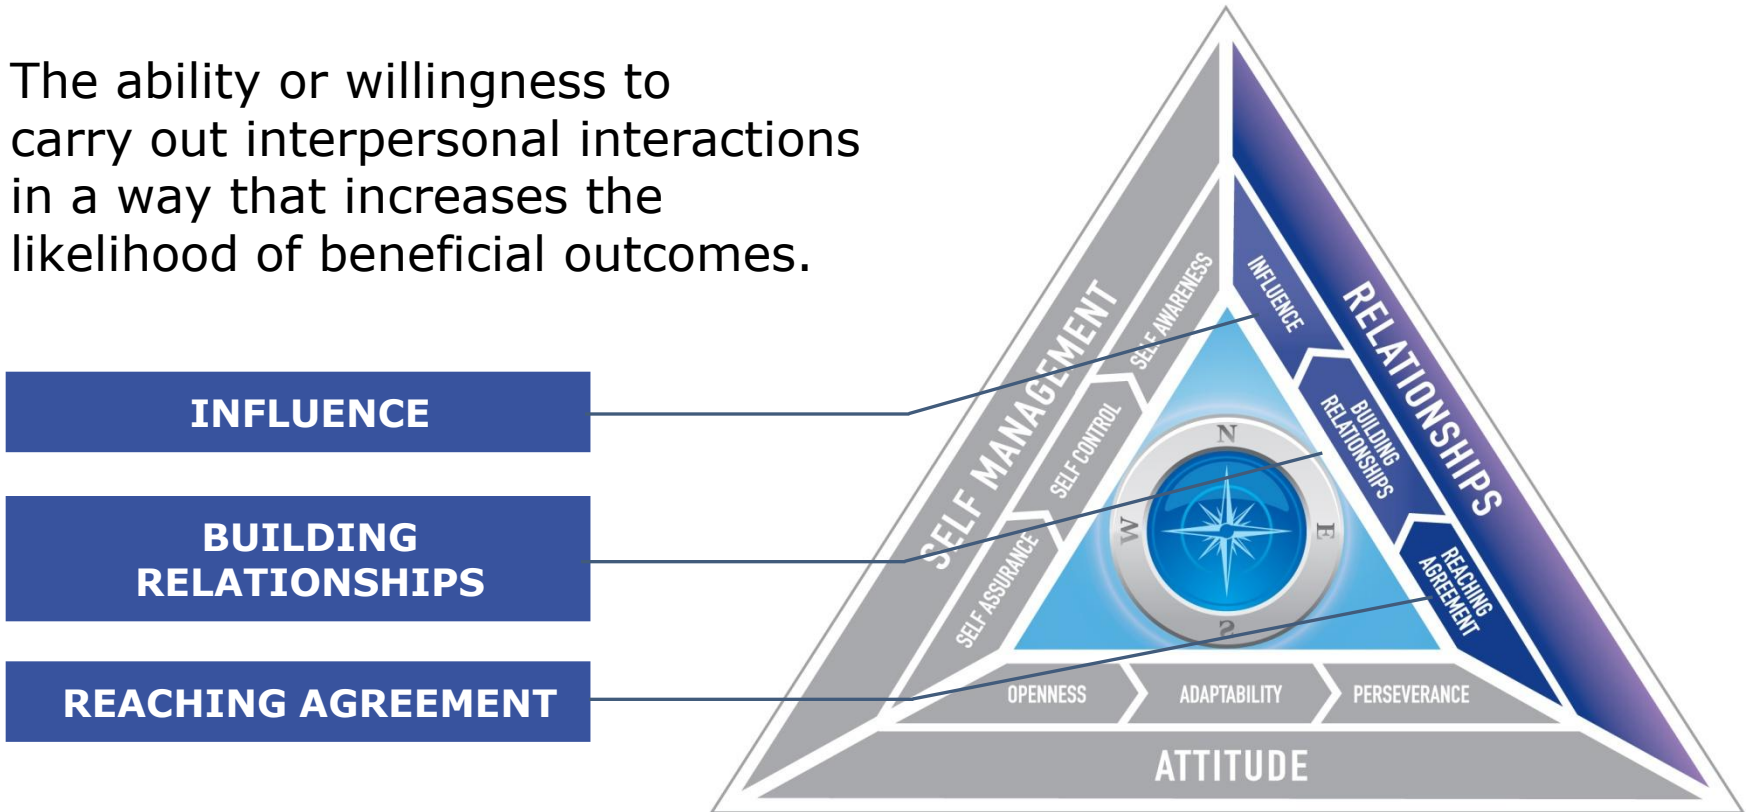 The ability or willingness to
carry out interpersonal interactions
in a way that increases the
likelihood of beneficial outcomes.
INFLUENCE
BUILDING
RELATIONSHIPS
REACHING AGREEMENT
SELF MANAGEMENT
SELF AWARENESS
SELF CONTROL
SELF ASSURANCE
RELATIONSHIPS
INFLUENCE
BUILDING
RELATIONSHIPS
REACHING
AGREEMENT
N
W
E
S
OPENNESS
ADAPTABILITY
PERSEVERANCE
ATTITUDE